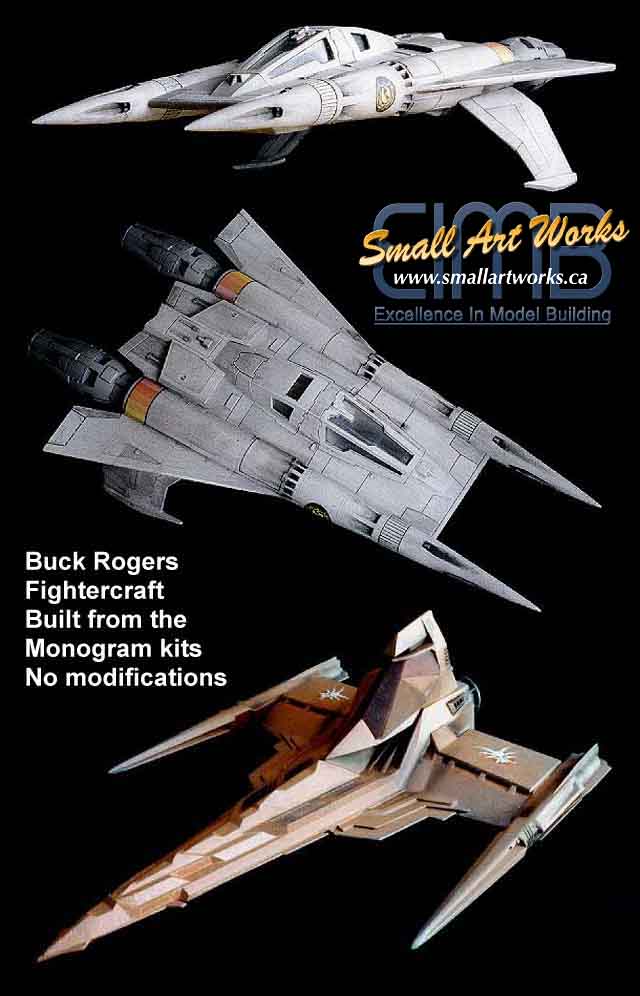 EIMB
Small Art Works
www.smallartworks.ca
Excellence In Model Building
Buck Rogers
Fightercraft
Built from the
Monogram kits
No modifications